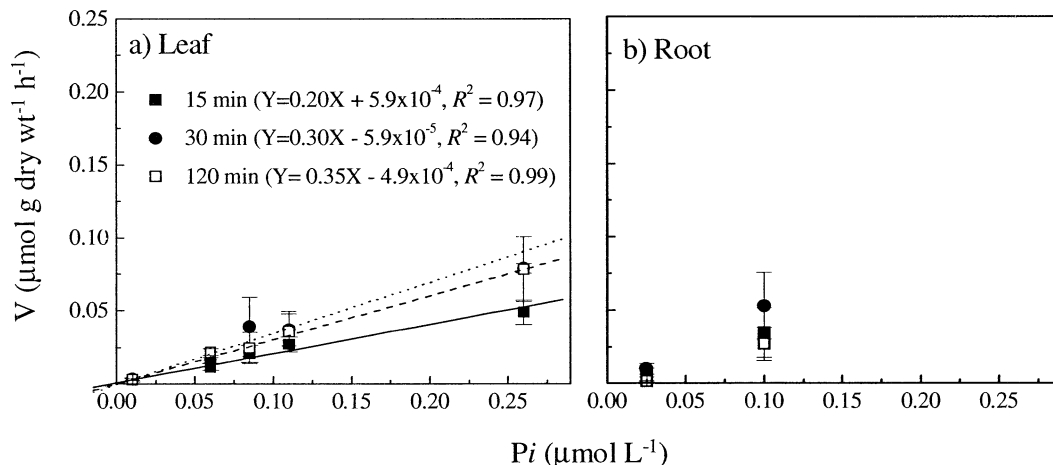 a) Leaf
15 min (Y=0.20X + 5.9x10⁻⁴, R² = 0.97)
30 min (Y=0.30X - 5.9x10⁻⁵, R² = 0.94)
120 min (Y= 0.35X - 4.9x10⁻⁴, R² = 0.99)
b) Root
V (µmol g dry wt⁻¹ h⁻¹)
0.25
0.20
0.15
0.10
0.05
0.00 0.05 0.10 0.15 0.20 0.25
0.00 0.05 0.10 0.15 0.20 0.25
Pi (µmol L⁻¹)